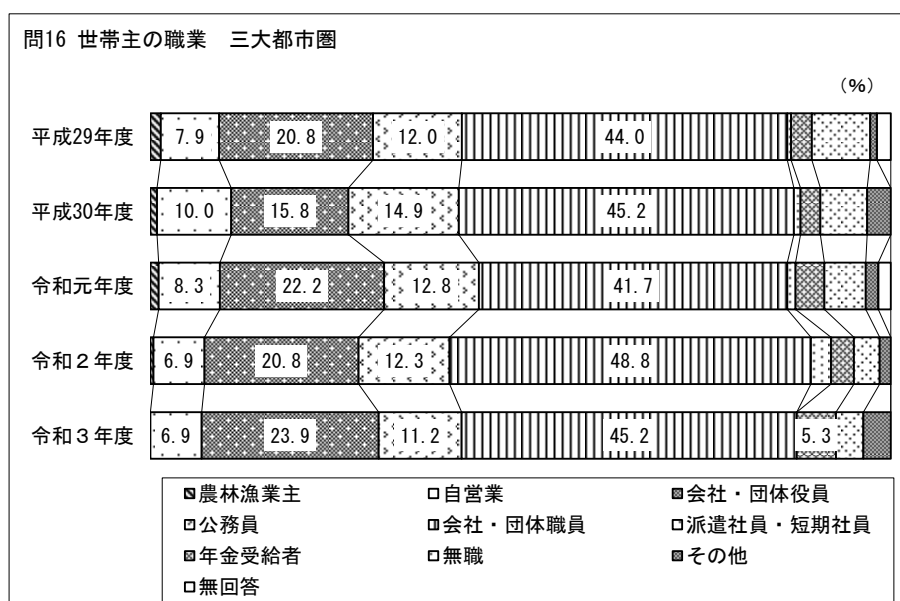 問16 世帯主の職業　三大都市圏
（%）
平成29年度 7.9 20.8 12.0 44.0
平成30年度 10.0 15.8 14.9 45.2
令和元年度 8.3 22.2 12.8 41.7
令和２年度 6.9 20.8 12.3 48.8
令和３年度 6.9 23.9 11.2 45.2 5.3
農林漁業主 自営業 会社・団体役員
公務員 会社・団体職員 派遣社員・短期社員
年金受給者 無職 その他
無回答